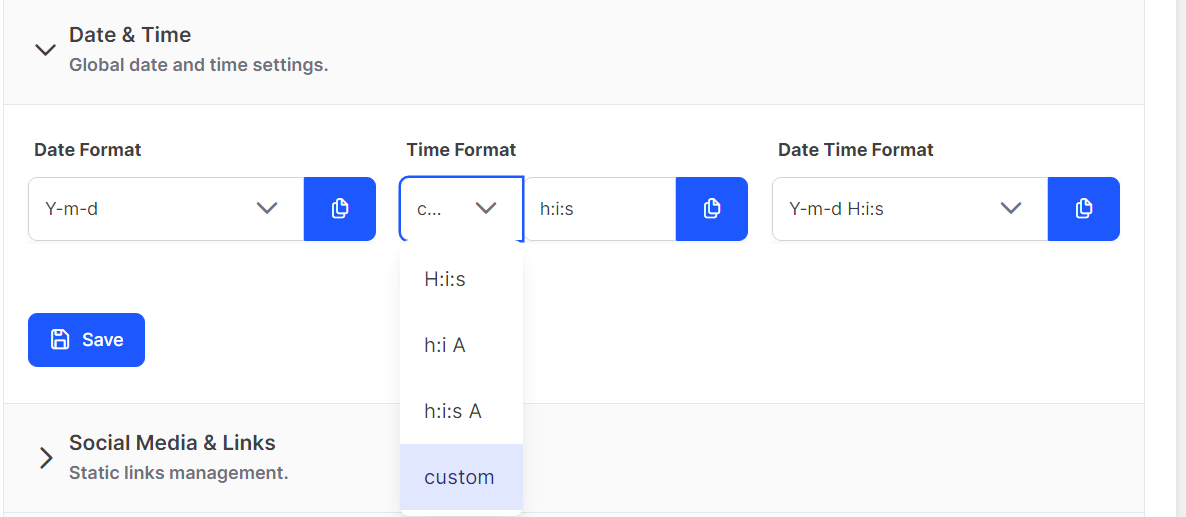 Date & Time
Global date and time settings.
Date Format
Time Format
Date Time Format
Y-m-d
c...
h:i:s
Y-m-d H:i:s
H:i:s
h:i A
h:i:s A
custom
Save
Social Media & Links
Static links management.